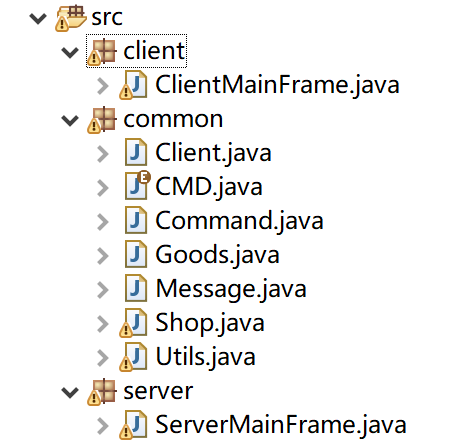 src
client
ClientMainFrame.java
common
Client.java
CMD.java
Command.java
Goods.java
Message.java
Shop.java
Utils.java
server
ServerMainFrame.java